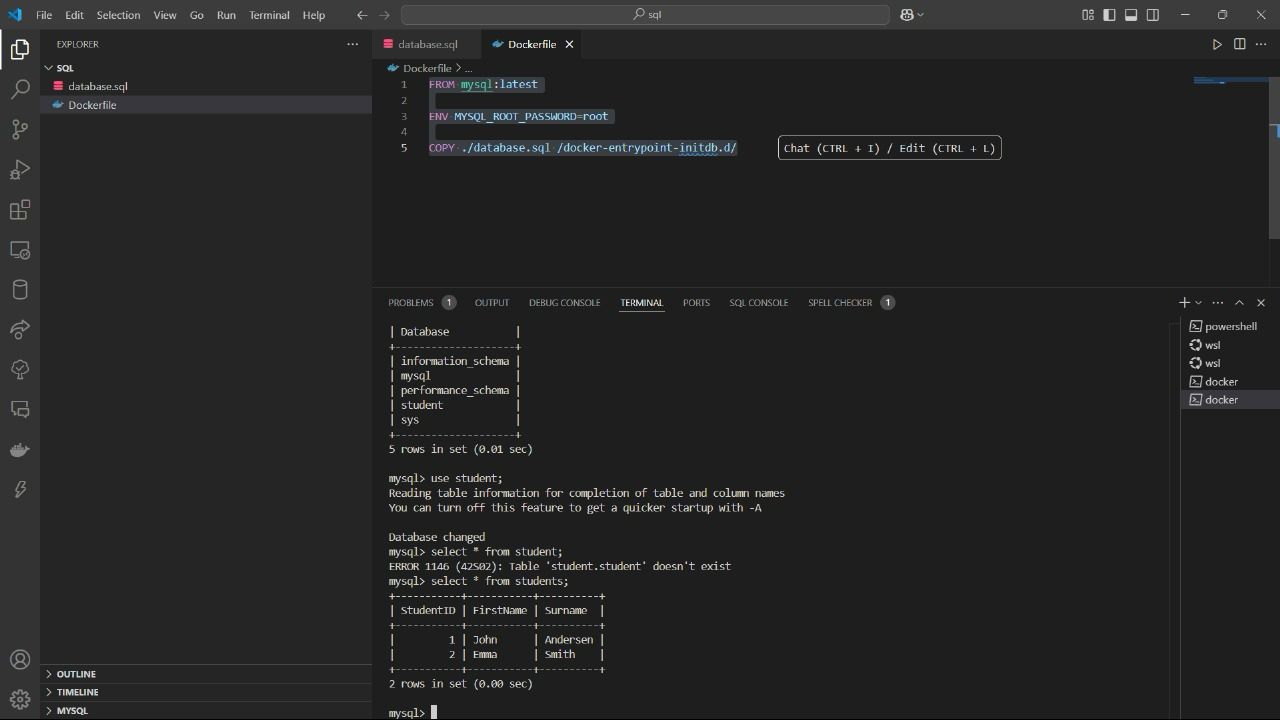 File Edit Selection View Go Run Terminal Help
sql
EXPLORER
SQL
database.sql
Dockerfile
OUTLINE
TIMELINE
MYSQL
database.sql Dockerfile
Dockerfile > ...
1 FROM mysql:latest
2
3 ENV MYSQL_ROOT_PASSWORD=root
4
5 COPY ./database.sql /docker-entrypoint-initdb.d/
Chat (CTRL + I) / Edit (CTRL + L)
PROBLEMS 1 OUTPUT DEBUG CONSOLE TERMINAL PORTS SQL CONSOLE SPELL CHECKER 1
| Database           |
+--------------------+
| information_schema |
| mysql              |
| performance_schema |
| student            |
| sys                |
+--------------------+
5 rows in set (0.01 sec)
mysql> use student;
Reading table information for completion of table and column names
You can turn off this feature to get a quicker startup with -A
Database changed
mysql> select * from student;
ERROR 1146 (42S02): Table 'student.student' doesn't exist
mysql> select * from students;
+-----------+-----------+----------+
| StudentID | FirstName | Surname  |
+-----------+-----------+----------+
|         1 | John      | Andersen |
|         2 | Emma      | Smith    |
+-----------+-----------+----------+
2 rows in set (0.00 sec)
mysql>
powershell
wsl
wsl
docker
docker